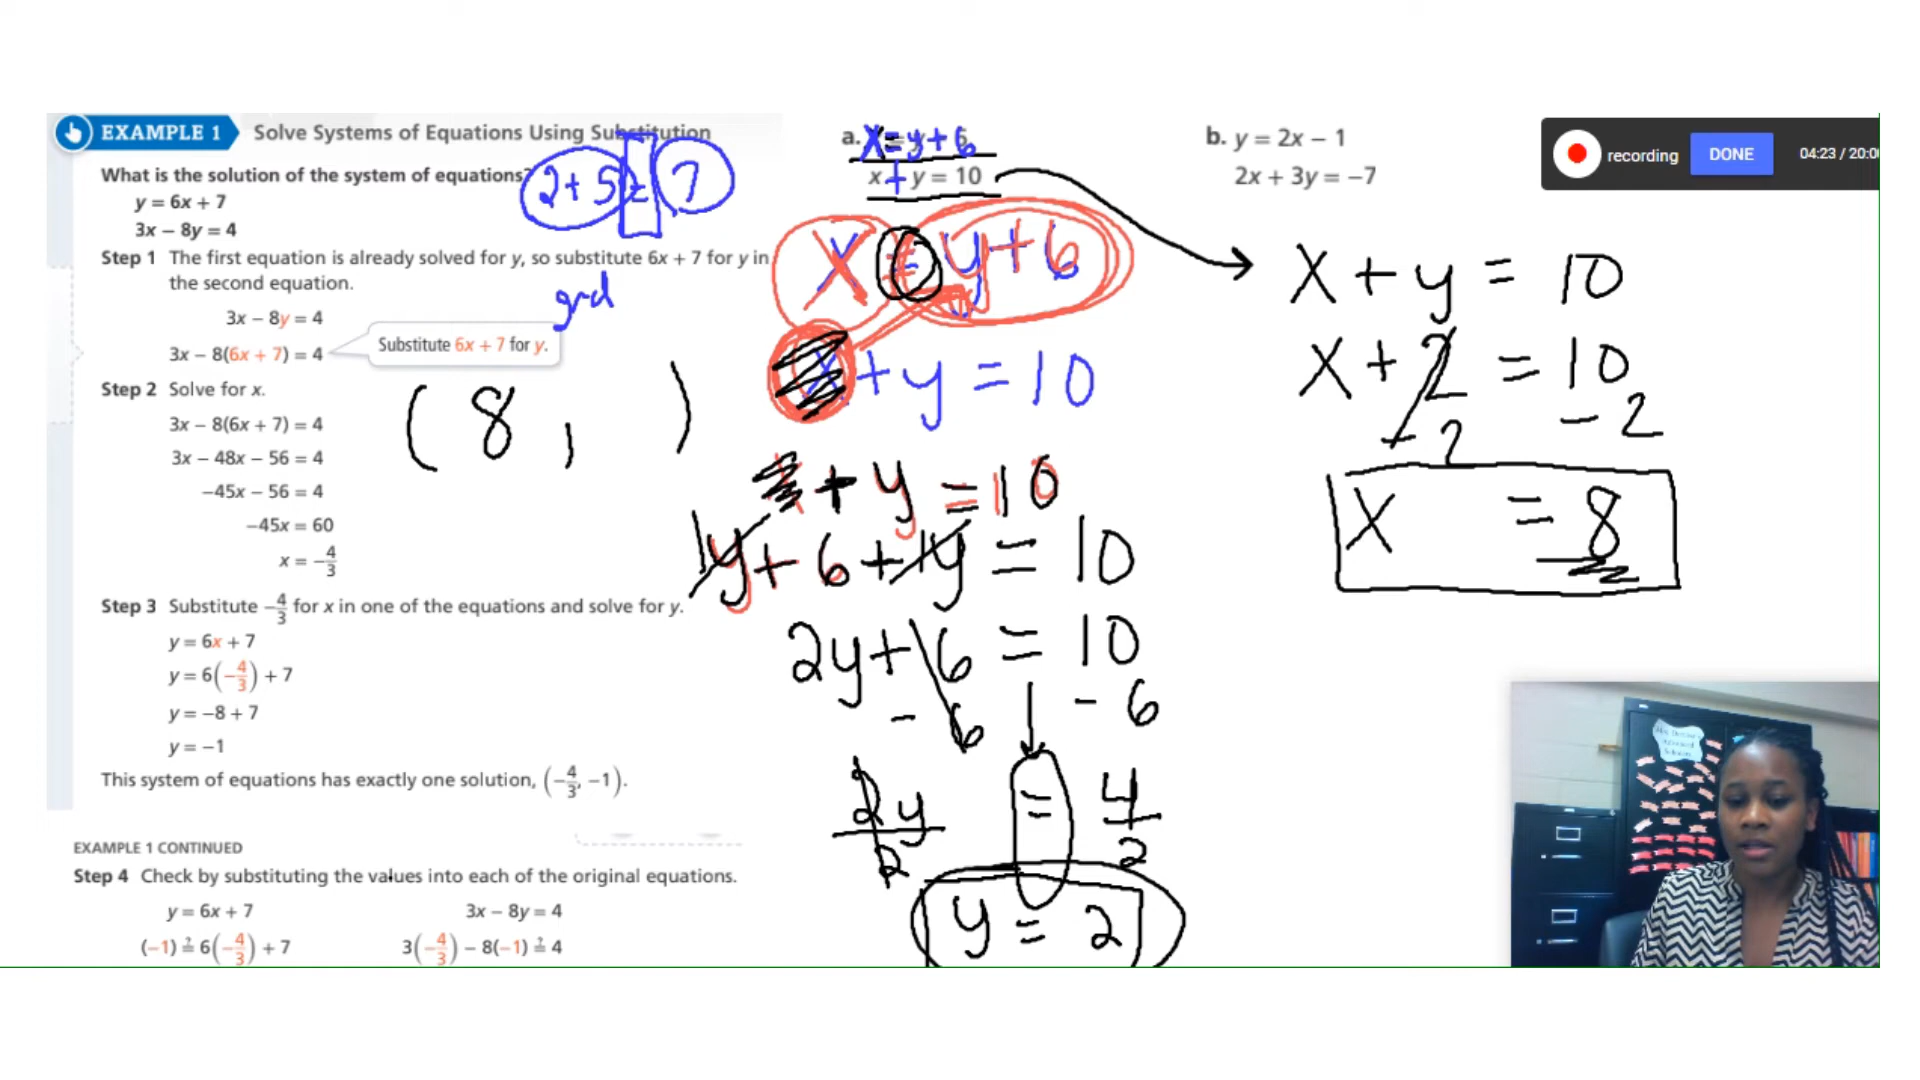 EXAMPLE 1 Solve Systems of Equations Using Substitution
What is the solution of the system of equations?
y = 6x + 7
3x − 8y = 4
2 + 5 = 7
Step 1 The first equation is already solved for y, so substitute 6x + 7 for y in
the second equation.
3x − 8y = 4
3x − 8(6x + 7) = 4
Substitute 6x + 7 for y.
Step 2 Solve for x.
3x − 8(6x + 7) = 4
3x − 48x − 56 = 4
−45x − 56 = 4
−45x = 60
x = −4/3
(8, )
Step 3 Substitute −4/3 for x in one of the equations and solve for y.
y = 6x + 7
y = 6(−4/3) + 7
y = −8 + 7
y = −1
This system of equations has exactly one solution, (−4/3, −1).
EXAMPLE 1 CONTINUED
Step 4 Check by substituting the values into each of the original equations.
y = 6x + 7
(−1) ≟ 6(−4/3) + 7
3x − 8y = 4
3(−4/3) − 8(−1) ≟ 4
a. x = y + 6
x + y = 10
x = y + 6
x + y = 10
x + y = 10
1y + 6 + 1y = 10
2y + 6 = 10
− 6 − 6
2y/2 = 4/2
y = 2
b. y = 2x − 1
2x + 3y = −7
x + y = 10
x + 2 = 10
− 2 − 2
x = 8
recording DONE 04:23 / 20:0